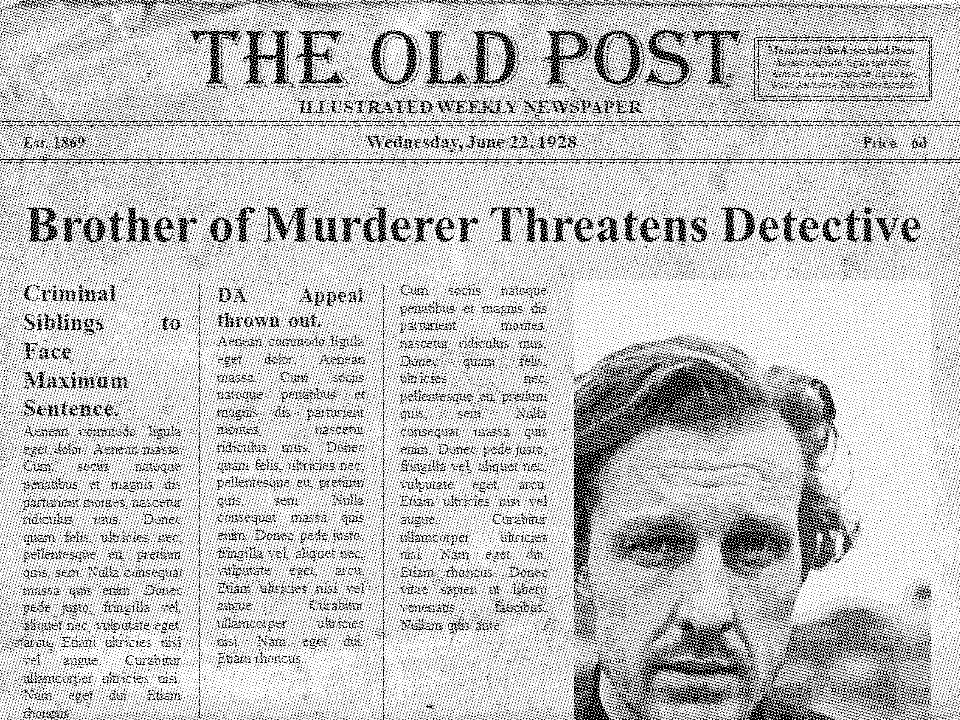 THE OLD POST
Member of the Associated Press
ILLUSTRATED WEEKLY NEWSPAPER
Est. 1869
Wednesday, June 22, 1928
Price 6d
Brother of Murderer Threatens Detective
Criminal
Siblings to
Face
Maximum
Sentence.
Aenean commodo ligula
eget dolor. Aenean massa.
Cum sociis natoque
penatibus et magnis dis
parturient montes, nascetur
ridiculus mus. Donec
quam felis, ultricies nec,
pellentesque eu, pretium
quis, sem. Nulla consequat
massa quis enim. Donec
pede justo, fringilla vel,
aliquet nec, vulputate eget,
arcu. Etiam ultricies nisi
vel augue. Curabitur
ullamcorper ultricies nisi.
Nam eget dui. Etiam
rhoncus.
DA Appeal
thrown out.
Aenean commodo ligula
eget dolor. Aenean
massa. Cum sociis
natoque penatibus et
magnis dis parturient
montes, nascetur
ridiculus mus. Donec
quam felis, ultricies nec,
pellentesque eu, pretium
quis, sem. Nulla
consequat massa quis
enim. Donec pede justo,
fringilla vel, aliquet nec,
vulputate eget, arcu.
Etiam ultricies nisi vel
augue. Curabitur
ullamcorper ultricies
nisi. Nam eget dui.
Etiam rhoncus.
Cum sociis natoque
penatibus et magnis dis
parturient montes,
nascetur ridiculus mus.
Donec quam felis,
ultricies nec,
pellentesque eu, pretium
quis, sem. Nulla
consequat massa quis
enim. Donec pede justo,
fringilla vel, aliquet nec,
vulputate eget, arcu.
Etiam ultricies nisi vel
augue. Curabitur
ullamcorper ultricies
nisi. Nam eget dui.
Etiam rhoncus. Donec
vitae sapien ut libero
venenatis faucibus.
Nullam quis ante.